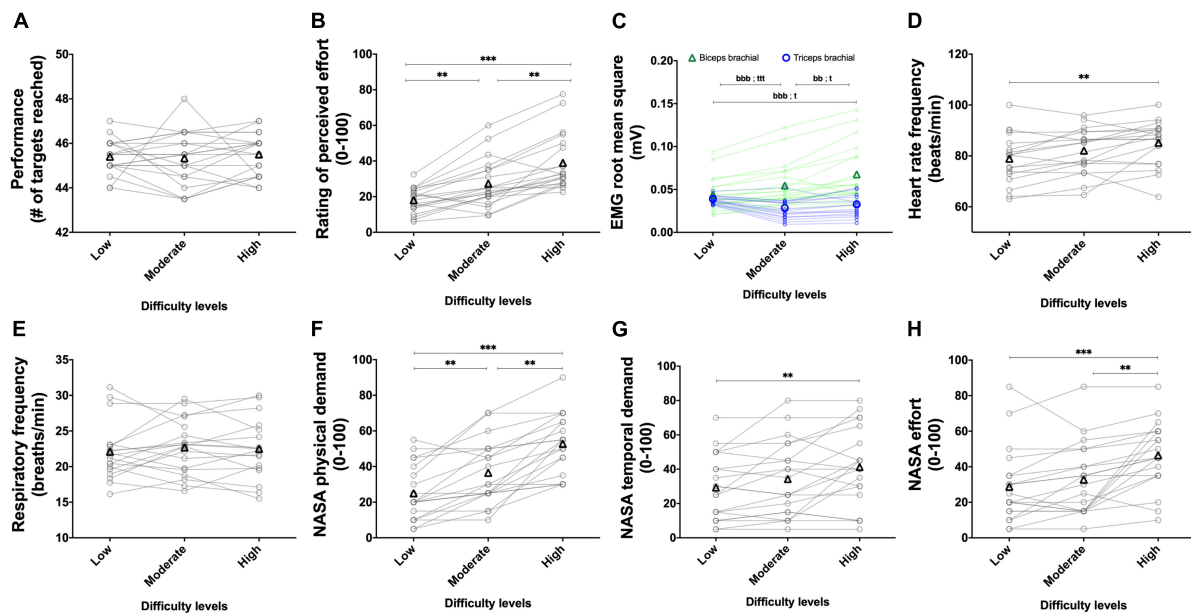 A
Performance
(# of targets reached)
50
48
46
44
42
Low
Moderate
High
Difficulty levels
B
Rating of perceived effort
(0-100)
100
80
60
40
20
0
***
**
**
Low
Moderate
High
Difficulty levels
C
EMG root mean square
(mV)
Biceps brachial
Triceps brachial
0.20
0.15
0.10
0.05
0.00
bbb ; ttt
bb ; t
bbb ; t
Low
Moderate
High
Difficulty levels
D
Heart rate frequency
(beats/min)
120
100
80
60
**
Low
Moderate
High
Difficulty levels
E
Respiratory frequency
(breaths/min)
35
30
25
20
15
10
Low
Moderate
High
Difficulty levels
F
NASA physical demand
(0-100)
100
80
60
40
20
0
***
**
**
Low
Moderate
High
Difficulty levels
G
NASA temporal demand
(0-100)
100
80
60
40
20
0
**
Low
Moderate
High
Difficulty levels
H
NASA effort
(0-100)
100
80
60
40
20
0
***
**
Low
Moderate
High
Difficulty levels